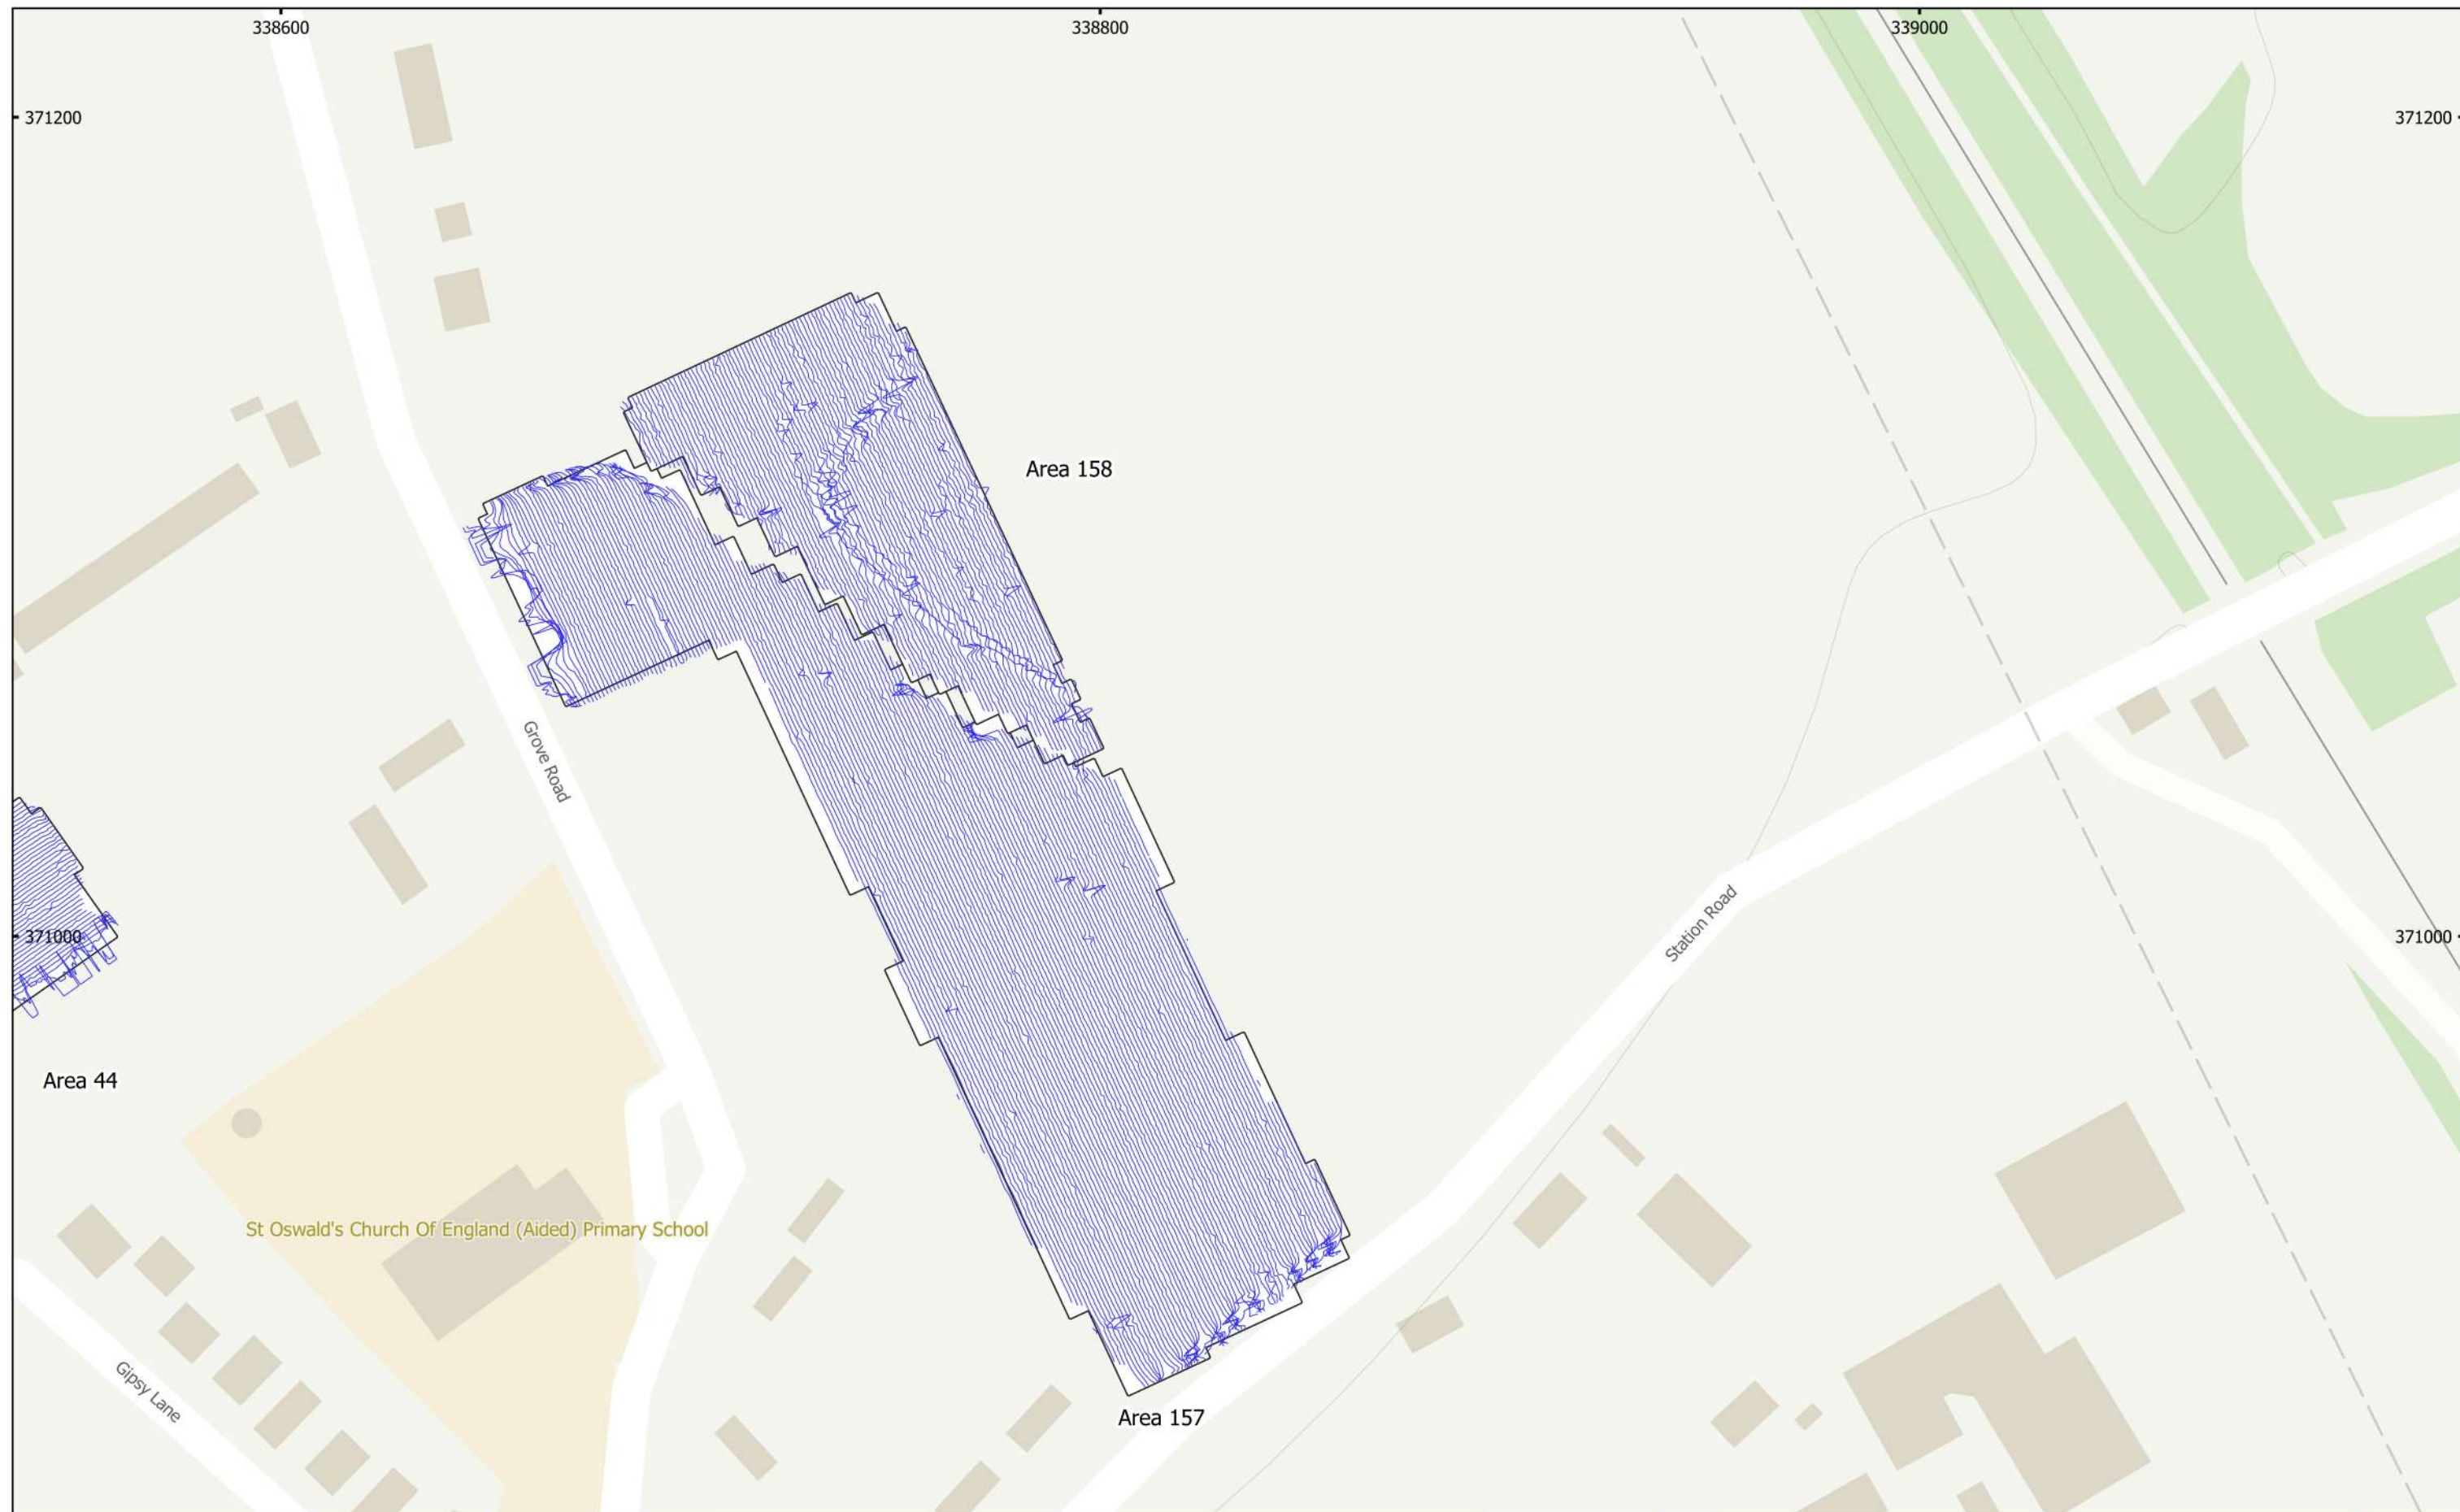 338600
338800
339000
371200
371200
Area 158
Grove Road
Station Road
371000
371000
Area 44
St Oswald's Church Of England (Aided) Primary School
Gipsy Lane
Area 157